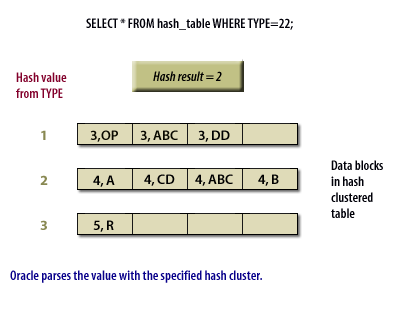 SELECT * FROM hash_table WHERE TYPE=22;
Hash value
from TYPE
Hash result = 2
1 3,OP 3, ABC 3, DD
2 4, A 4, CD 4, ABC 4, B
3 5, R
Data blocks
in hash
clustered
table
Oracle parses the value with the specified hash cluster.